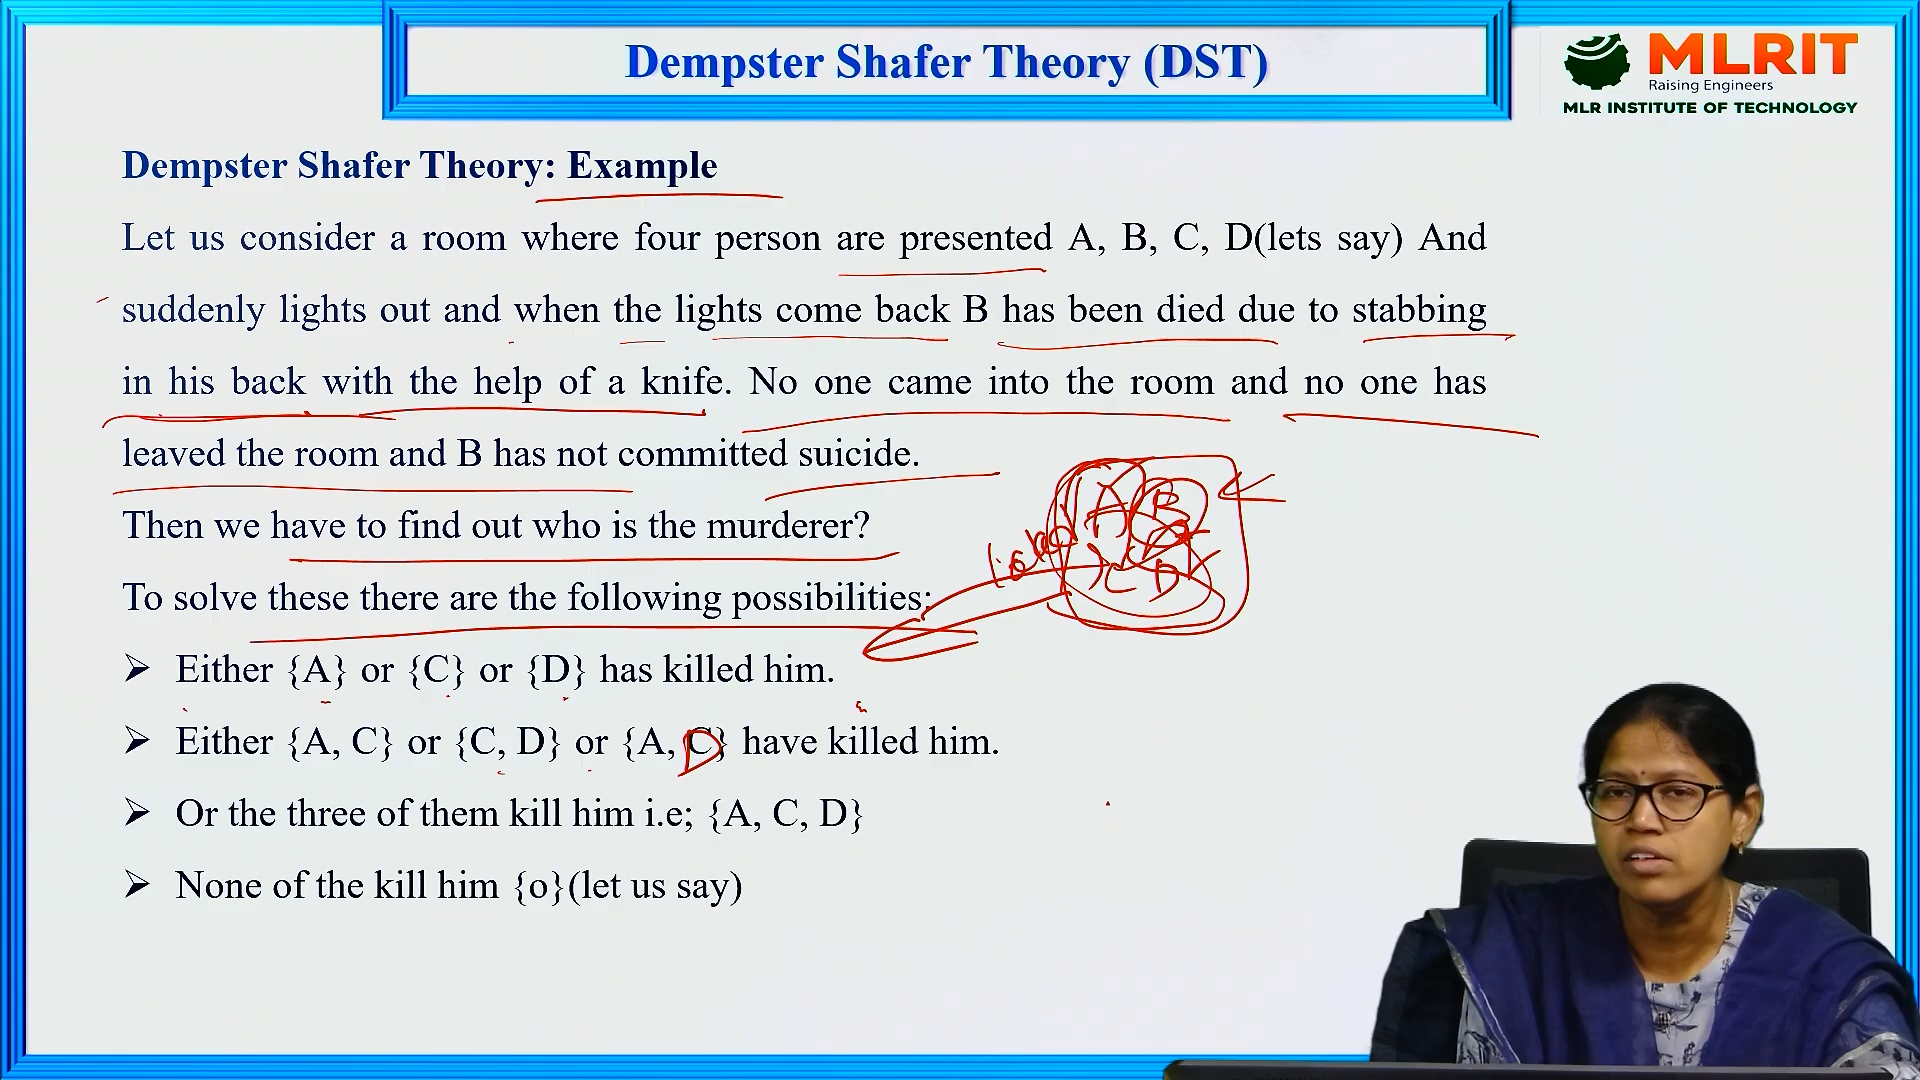 Dempster Shafer Theory (DST)
MLRIT
Raising Engineers
MLR INSTITUTE OF TECHNOLOGY
Dempster Shafer Theory: Example
Let us consider a room where four person are presented A, B, C, D(lets say) And
suddenly lights out and when the lights come back B has been died due to stabbing
in his back with the help of a knife. No one came into the room and no one has
leaved the room and B has not committed suicide.
Then we have to find out who is the murderer?
To solve these there are the following possibilities:
A B
C D
➢ Either {A} or {C} or {D} has killed him.
➢ Either {A, C} or {C, D} or {A, D} have killed him.
➢ Or the three of them kill him i.e; {A, C, D}
➢ None of the kill him {o}(let us say)